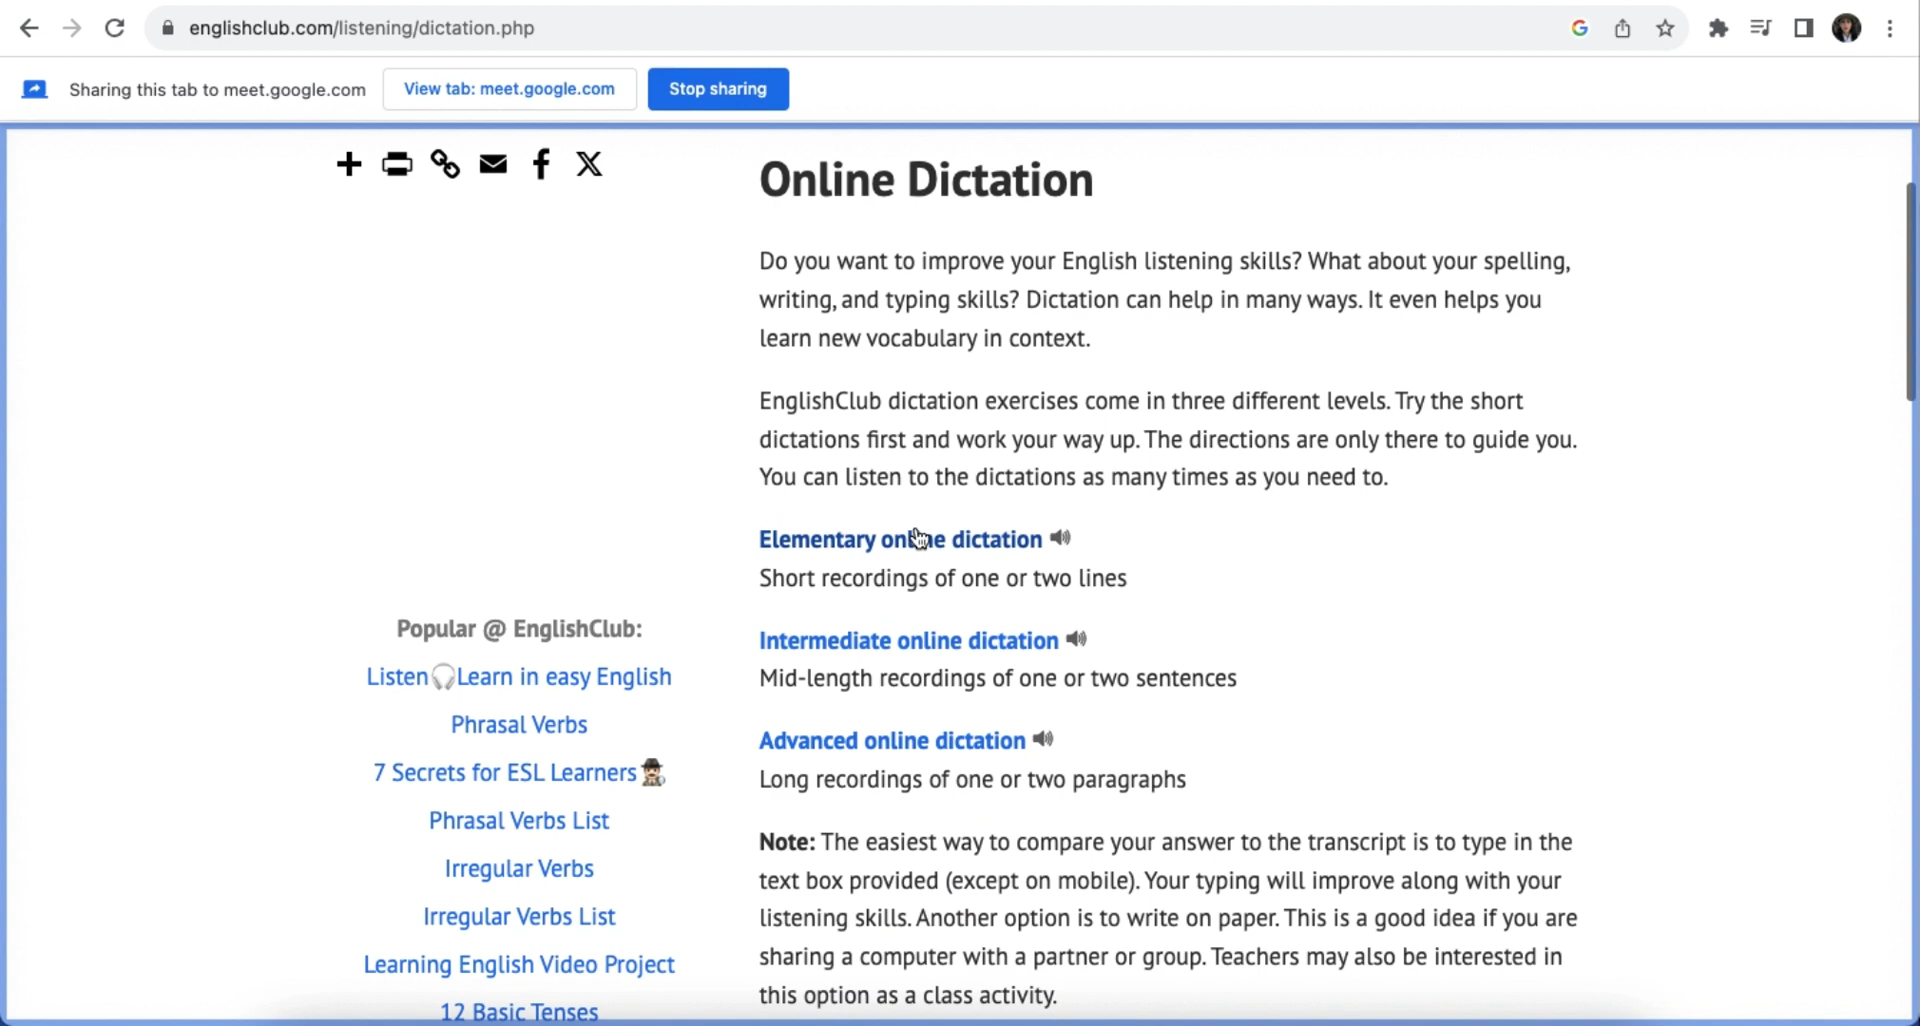 englishclub.com/listening/dictation.php
Sharing this tab to meet.google.com
View tab: meet.google.com
Stop sharing
Online Dictation
Do you want to improve your English listening skills? What about your spelling,
writing, and typing skills? Dictation can help in many ways. It even helps you
learn new vocabulary in context.
EnglishClub dictation exercises come in three different levels. Try the short
dictations first and work your way up. The directions are only there to guide you.
You can listen to the dictations as many times as you need to.
Elementary online dictation
Short recordings of one or two lines
Intermediate online dictation
Mid-length recordings of one or two sentences
Advanced online dictation
Long recordings of one or two paragraphs
Note: The easiest way to compare your answer to the transcript is to type in the
text box provided (except on mobile). Your typing will improve along with your
listening skills. Another option is to write on paper. This is a good idea if you are
sharing a computer with a partner or group. Teachers may also be interested in
this option as a class activity.
Popular @ EnglishClub:
Listen🎧Learn in easy English
Phrasal Verbs
7 Secrets for ESL Learners
Phrasal Verbs List
Irregular Verbs
Irregular Verbs List
Learning English Video Project
12 Basic Tenses